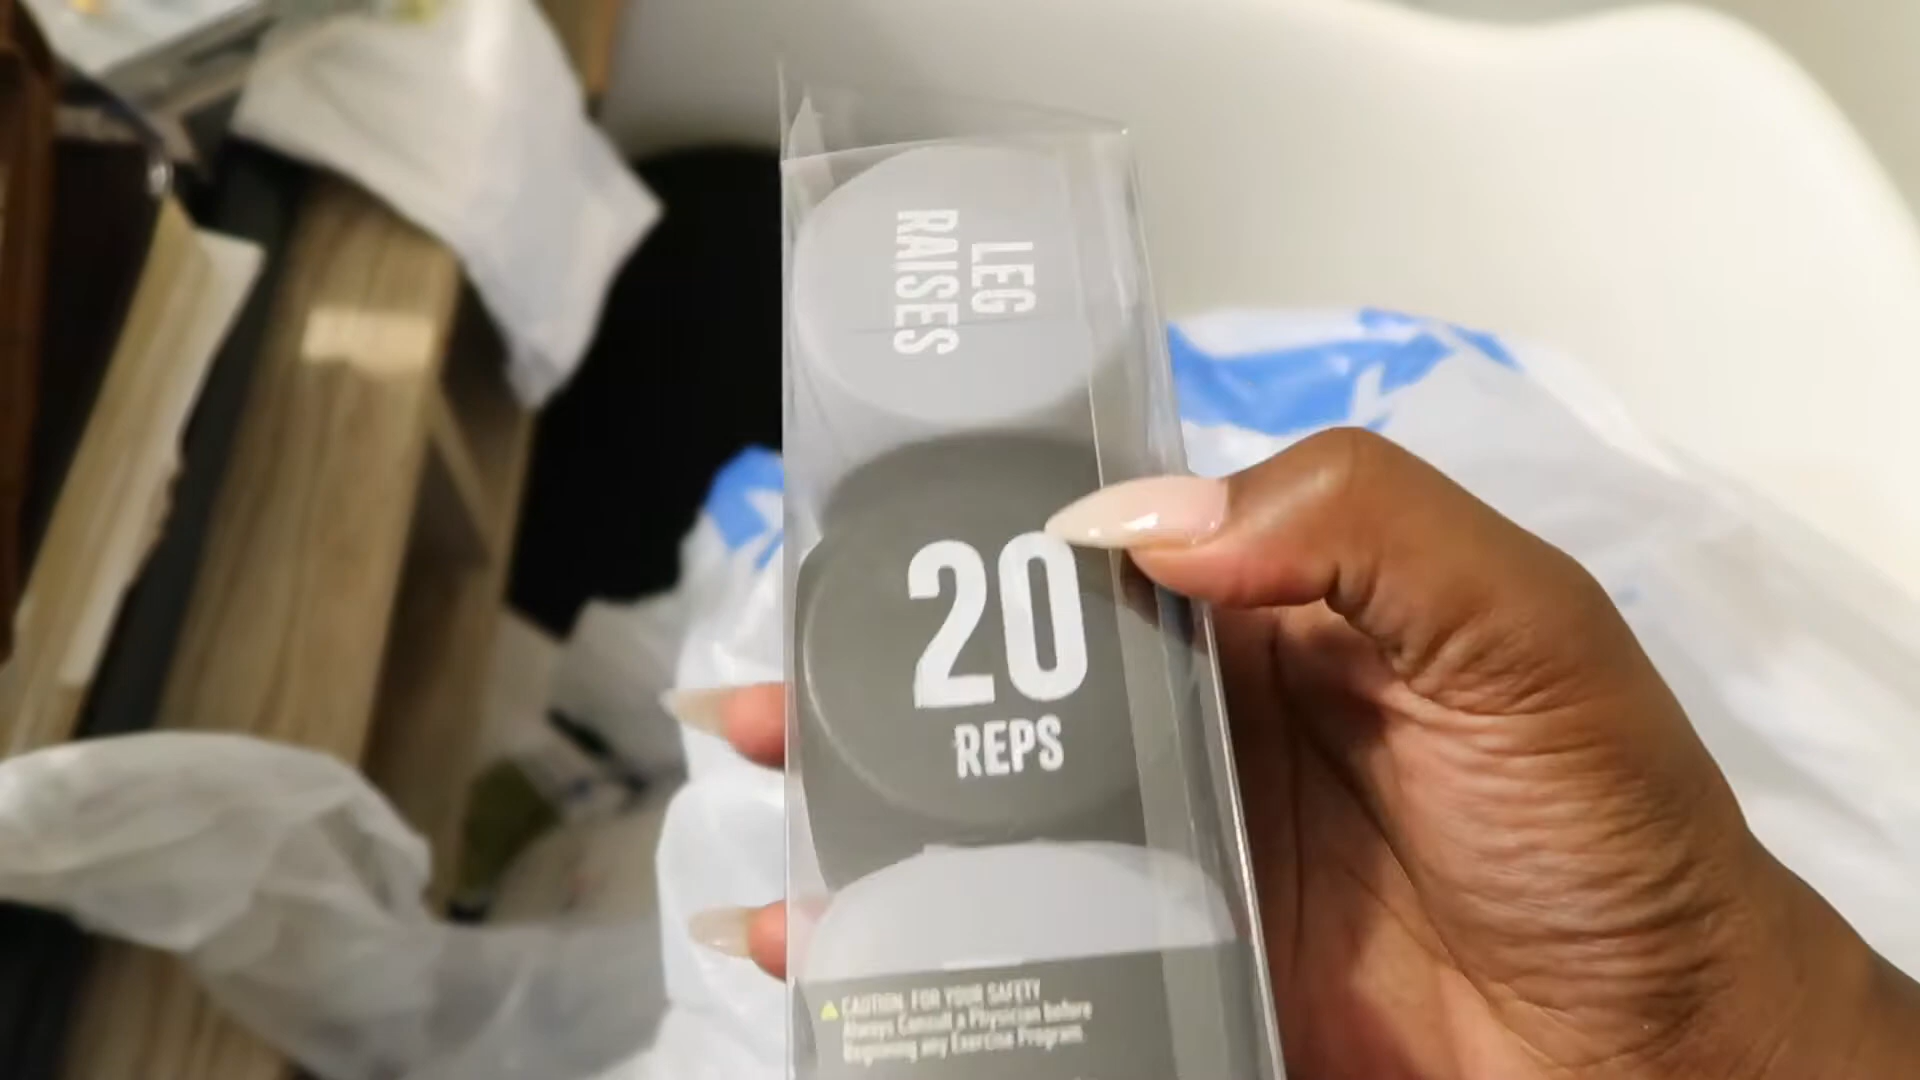 LEG
RAISES
20
REPS
CAUTION, FOR YOUR SAFETY
Always Consult a Physician before
Beginning any Exercise Program.